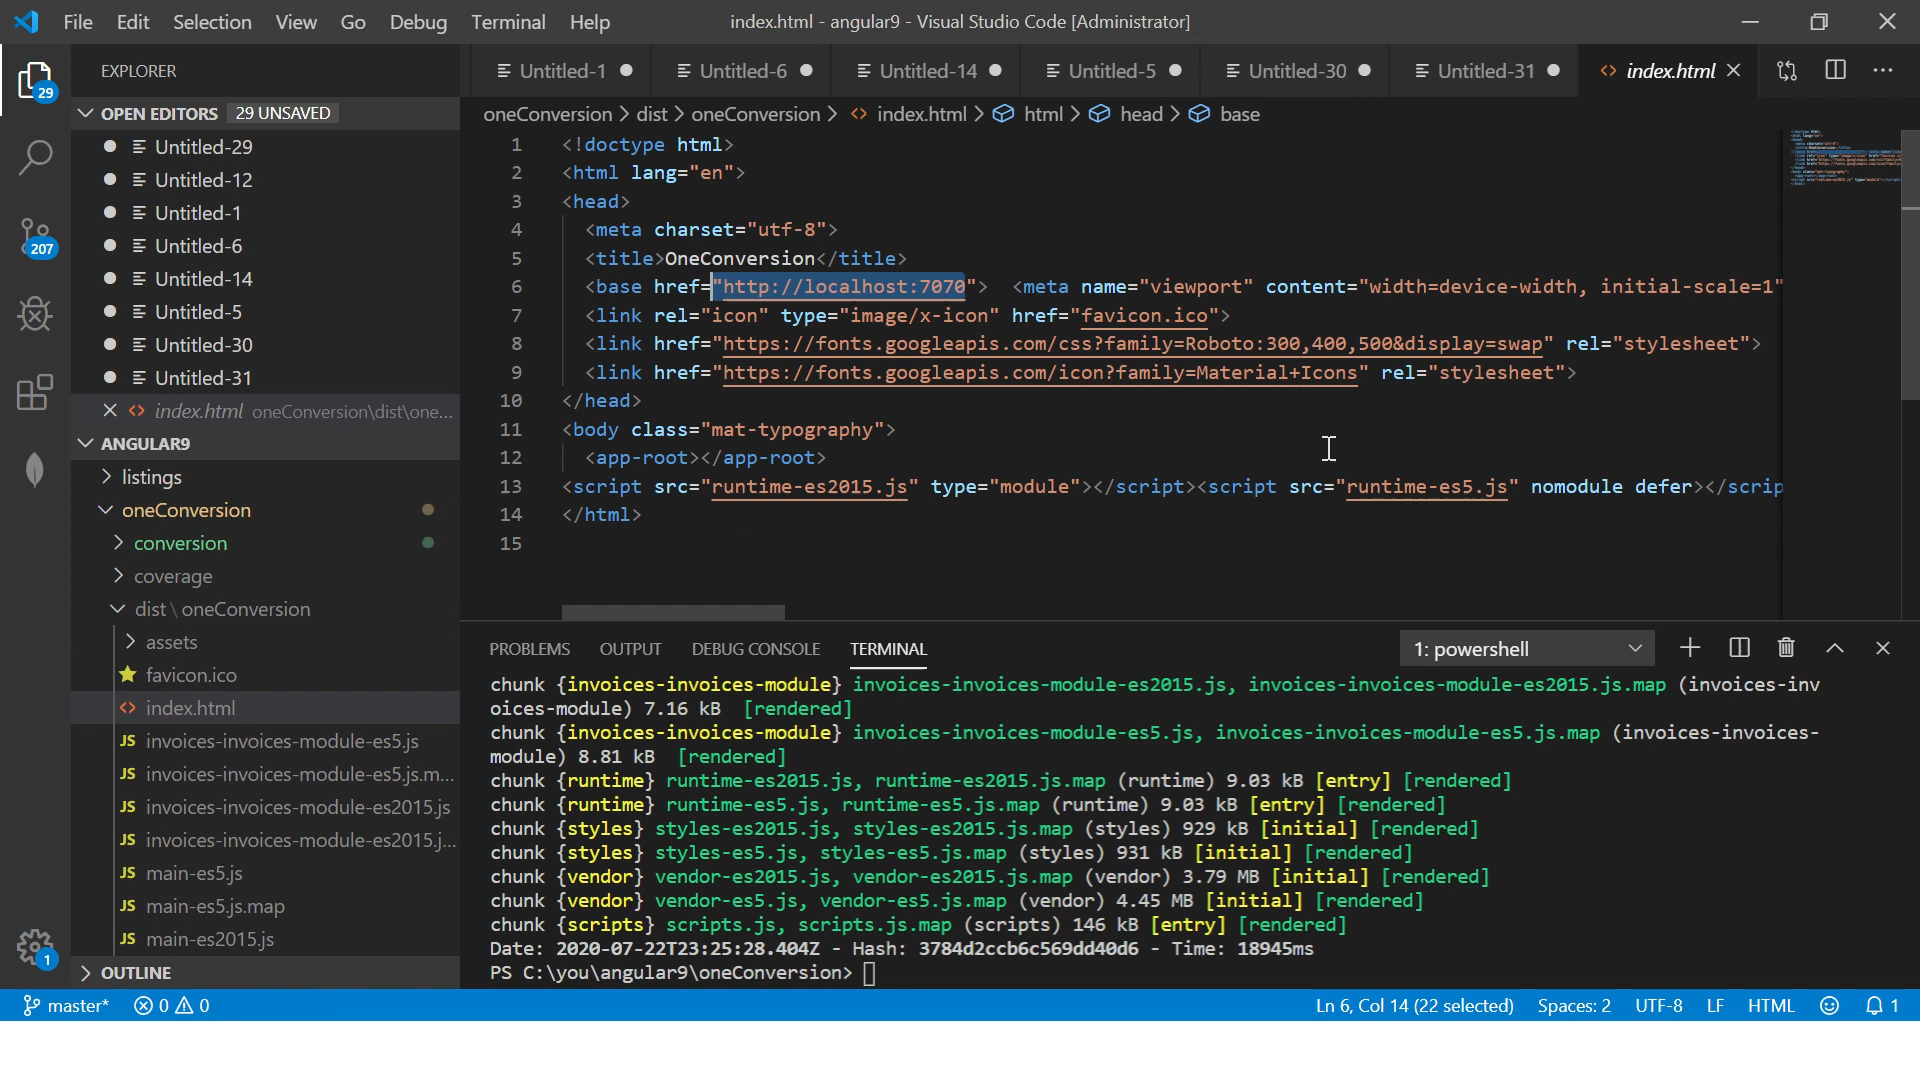 File Edit Selection View Go Debug Terminal Help
index.html - angular9 - Visual Studio Code [Administrator]
EXPLORER
29
OPEN EDITORS 29 UNSAVED
Untitled-29
Untitled-12
Untitled-1
Untitled-6
Untitled-14
Untitled-5
Untitled-30
Untitled-31
index.html oneConversion\dist\one...
207
ANGULAR9
listings
oneConversion
conversion
coverage
dist\oneConversion
assets
favicon.ico
index.html
JS invoices-invoices-module-es5.js
JS invoices-invoices-module-es5.js.m...
JS invoices-invoices-module-es2015.js
JS invoices-invoices-module-es2015.j...
JS main-es5.js
JS main-es5.js.map
JS main-es2015.js
1
OUTLINE
Untitled-1 Untitled-6 Untitled-14 Untitled-5 Untitled-30 Untitled-31 index.html
oneConversion > dist > oneConversion > index.html > html > head > base
1 <!doctype html>
2 <html lang="en">
3 <head>
4 <meta charset="utf-8">
5 <title>OneConversion</title>
6 <base href="http://localhost:7070"> <meta name="viewport" content="width=device-width, initial-scale=1"
7 <link rel="icon" type="image/x-icon" href="favicon.ico">
8 <link href="https://fonts.googleapis.com/css?family=Roboto:300,400,500&display=swap" rel="stylesheet">
9 <link href="https://fonts.googleapis.com/icon?family=Material+Icons" rel="stylesheet">
10 </head>
11 <body class="mat-typography">
12 <app-root></app-root>
13 <script src="runtime-es2015.js" type="module"></script><script src="runtime-es5.js" nomodule defer></scrip
14 </html>
15
PROBLEMS OUTPUT DEBUG CONSOLE TERMINAL 1: powershell
chunk {invoices-invoices-module} invoices-invoices-module-es2015.js, invoices-invoices-module-es2015.js.map (invoices-inv
oices-module) 7.16 kB [rendered]
chunk {invoices-invoices-module} invoices-invoices-module-es5.js, invoices-invoices-module-es5.js.map (invoices-invoices-
module) 8.81 kB [rendered]
chunk {runtime} runtime-es2015.js, runtime-es2015.js.map (runtime) 9.03 kB [entry] [rendered]
chunk {runtime} runtime-es5.js, runtime-es5.js.map (runtime) 9.03 kB [entry] [rendered]
chunk {styles} styles-es2015.js, styles-es2015.js.map (styles) 929 kB [initial] [rendered]
chunk {styles} styles-es5.js, styles-es5.js.map (styles) 931 kB [initial] [rendered]
chunk {vendor} vendor-es2015.js, vendor-es2015.js.map (vendor) 3.79 MB [initial] [rendered]
chunk {vendor} vendor-es5.js, vendor-es5.js.map (vendor) 4.45 MB [initial] [rendered]
chunk {scripts} scripts.js, scripts.js.map (scripts) 146 kB [entry] [rendered]
Date: 2020-07-22T23:25:28.404Z - Hash: 3784d2ccb6c569dd40d6 - Time: 18945ms
PS C:\you\angular9\oneConversion>
master* 0 0 Ln 6, Col 14 (22 selected) Spaces: 2 UTF-8 LF HTML 1